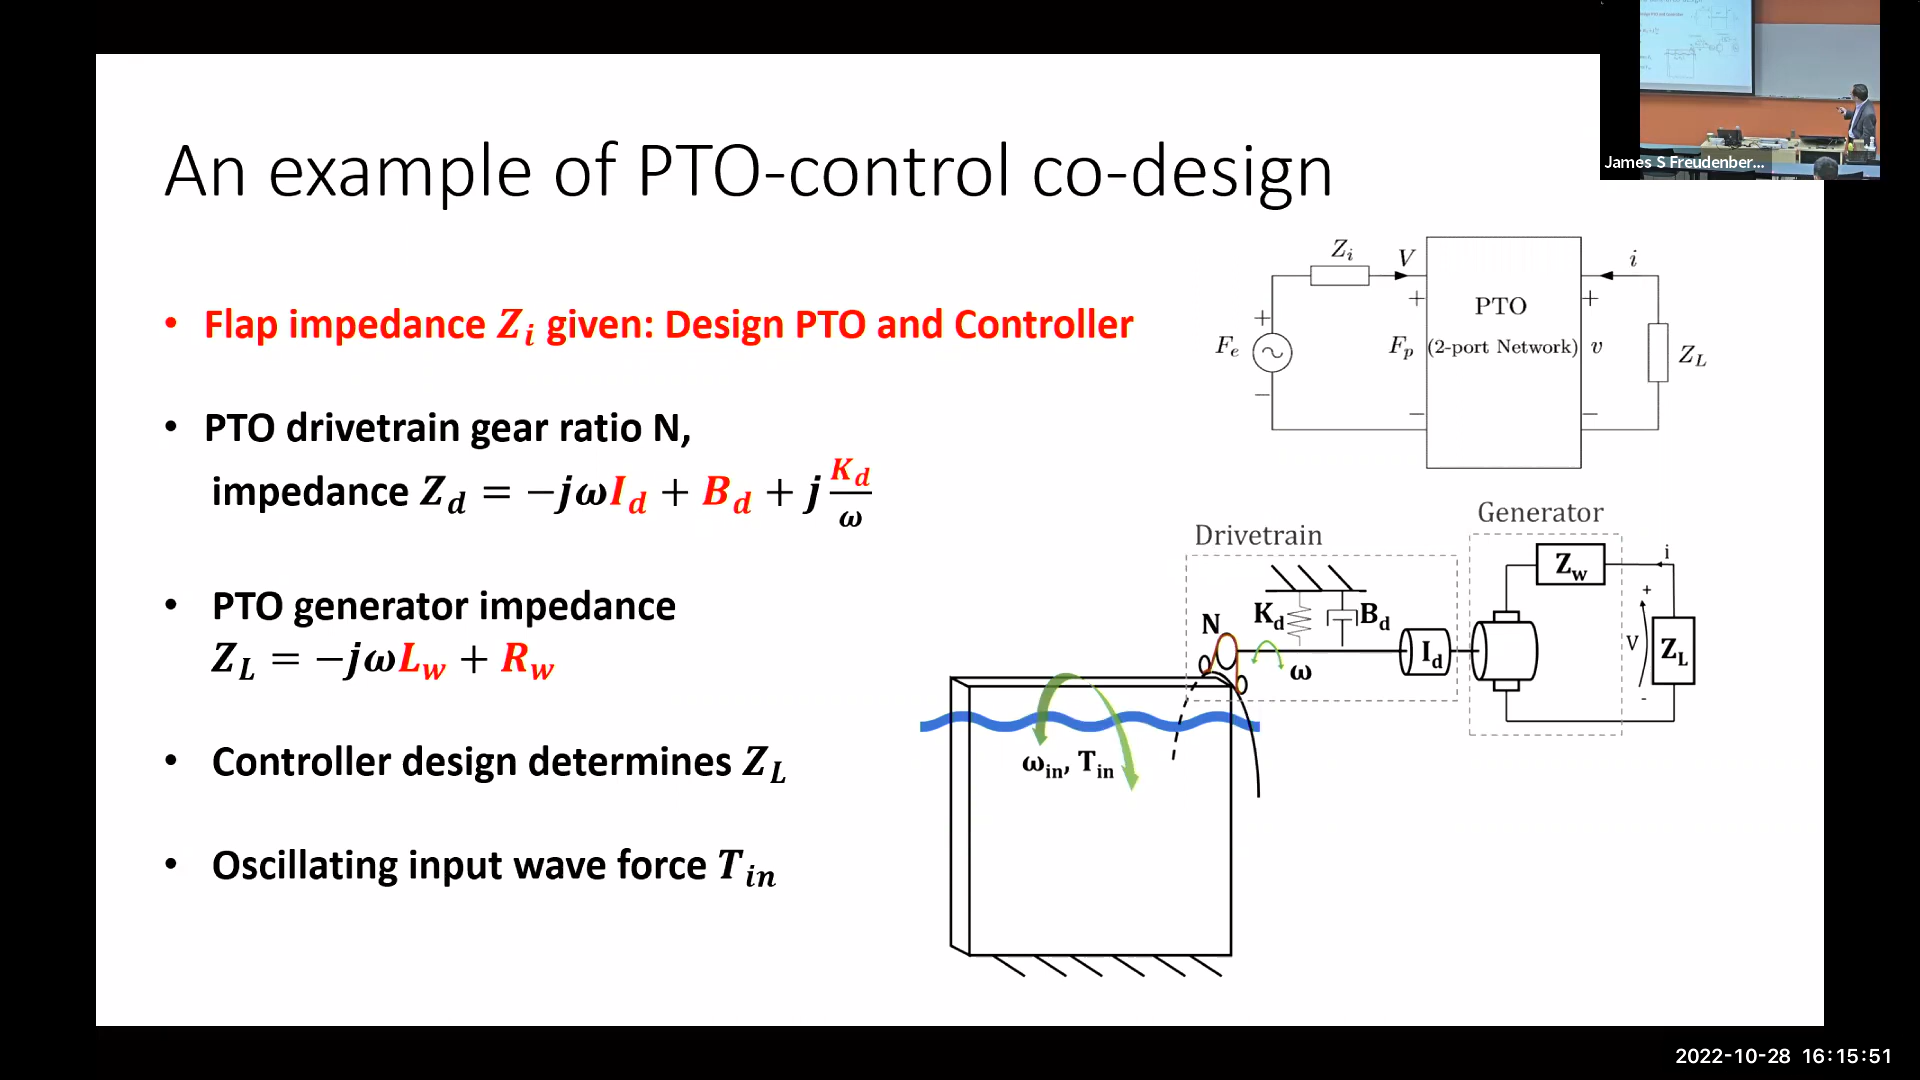 An example of PTO-control co-design
James S Freudenber...
• Flap impedance Z_i given: Design PTO and Controller
• PTO drivetrain gear ratio N,
impedance Z_d = −jωI_d + B_d + j K_d/ω
• PTO generator impedance
Z_L = −jωL_w + R_w
• Controller design determines Z_L
• Oscillating input wave force T_in
Z_i
V
i
+
+
+
PTO
F_e
F_p
(2-port Network)
v
Z_L
−
−
−
Generator
Drivetrain
Z_w
i
+
N
K_d
B_d
I_d
V
Z_L
ω
-
ω_in, T_in
2022-10-28 16:15:51